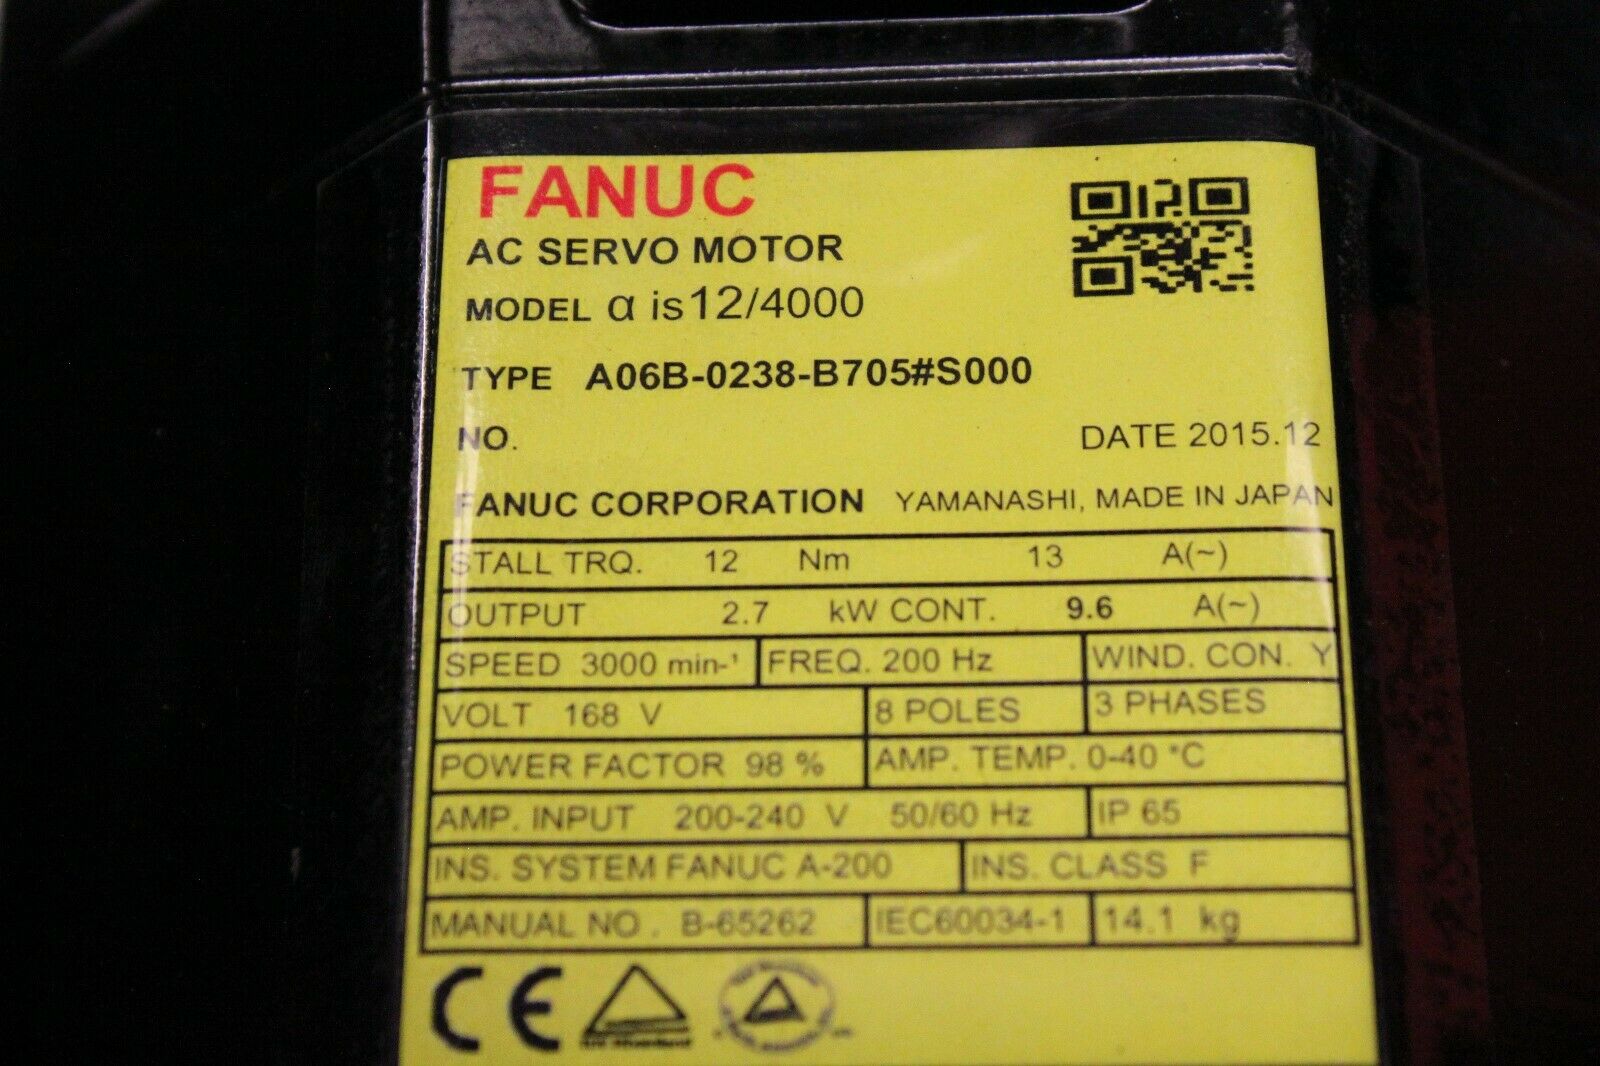 FANUC
AC SERVO MOTOR
MODEL α is12/4000
TYPE A06B-0238-B705#S000
NO. DATE 2015.12
FANUC CORPORATION YAMANASHI, MADE IN JAPAN
STALL TRQ. 12 Nm 13 A(~)
OUTPUT 2.7 kW CONT. 9.6 A(~)
SPEED 3000 min-¹ FREQ. 200 Hz WIND. CON. Y
VOLT 168 V 8 POLES 3 PHASES
POWER FACTOR 98 % AMP. TEMP. 0-40 °C
AMP. INPUT 200-240 V 50/60 Hz IP 65
INS. SYSTEM FANUC A-200 INS. CLASS F
MANUAL NO. B-65262 IEC60034-1 14.1 kg
CE